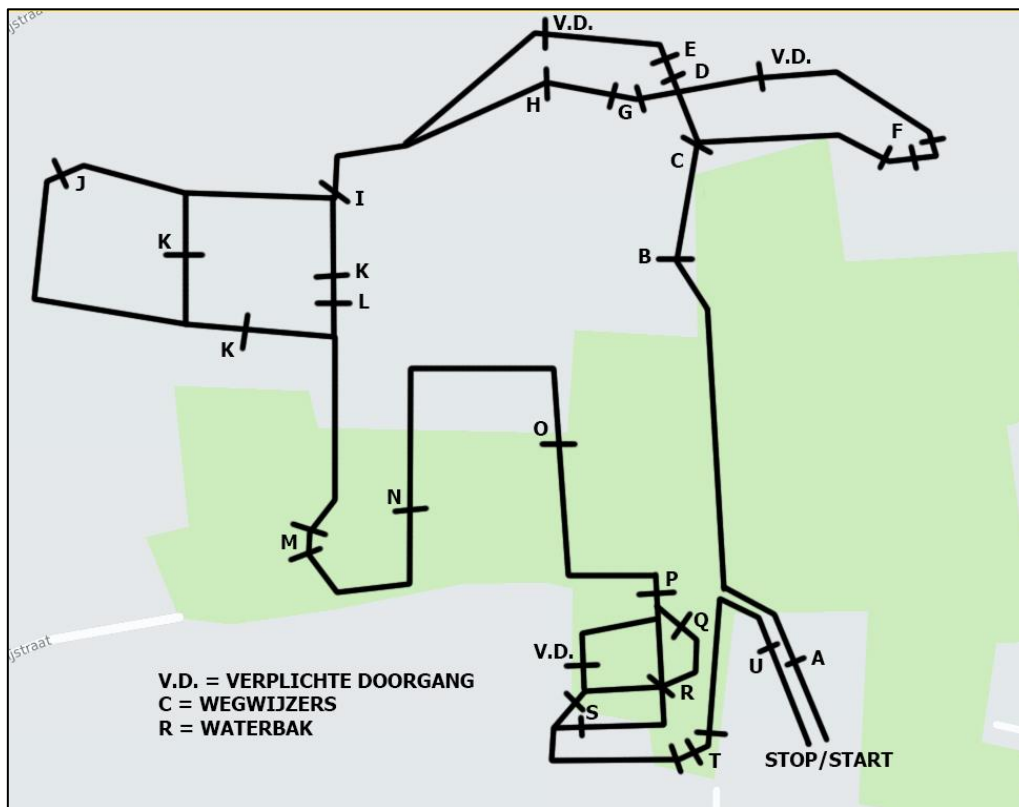 V.D.
E
D
V.D.
H
G
F
C
J
I
K
B
K
L
K
O
N
M
P
Q
V.D.
U
A
R
V.D. = VERPLICHTE DOORGANG
C = WEGWIJZERS
R = WATERBAK
S
T
STOP/START